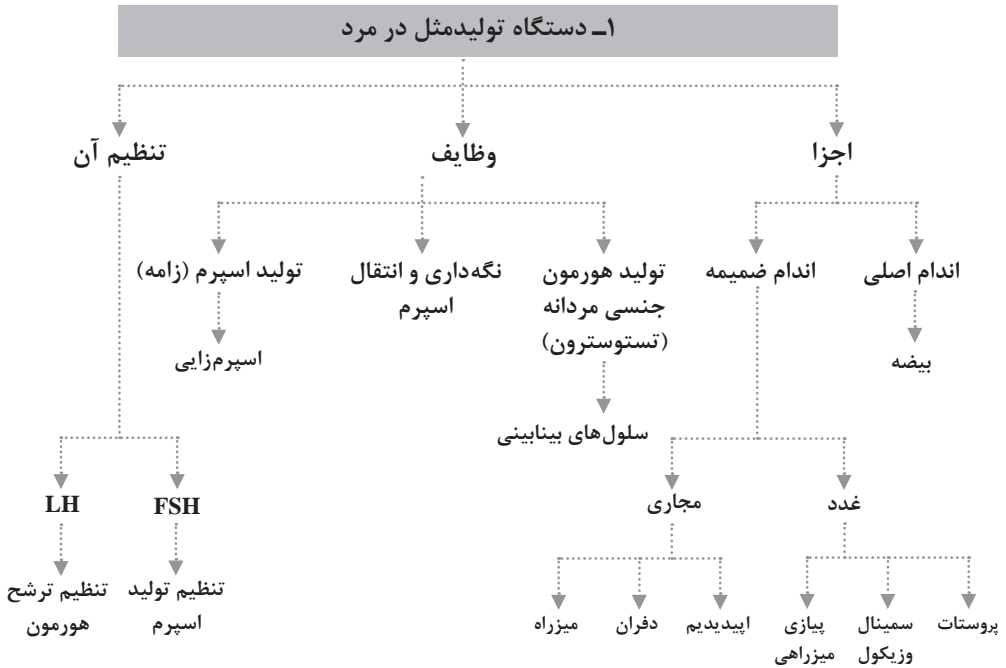 ۱ـ دستگاه تولیدمثل در مرد
اجزا
وظایف
تنظیم آن
اندام اصلی
اندام ضمیمه
تولید هورمون
جنسی مردانه
(تستوسترون)
نگه‌داری و انتقال
اسپرم
تولید اسپرم (زامه)
بیضه
اسپرم‌زایی
سلول‌های بینابینی
غدد
مجاری
FSH
LH
پروستات
سمینال
وزیکول
پیازی
میزراهی
اپیدیدیم
دفران
میزراه
تنظیم تولید
اسپرم
تنظیم ترشح
هورمون